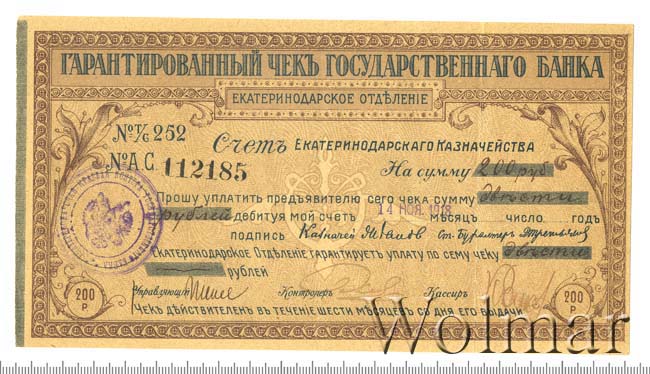 ГАРАНТИРОВАННЫЙ ЧЕКЪ ГОСУДАРСТВЕННАГО БАНКА
ЕКАТЕРИНОДАРСКОЕ ОТДѢЛЕНІЕ
№ Т/б 252
Счетъ ЕКАТЕРИНОДАРСКАГО КАЗНАЧЕЙСТВА
№ А.С. 112185
На сумму 200 руб
Прошу уплатить предъявителю сего чека сумму двѣсти
рублей дебитуя мой счетъ 14 НОЯ. 1918 мѣсяцъ число годъ
подпись Казначей Ст. Бухгалтеръ
Екатеринодарское Отдѣленіе гарантируетъ уплату по сему чеку двѣсти
рублей
Управляющій Контролеръ Кассиръ
200 Р
200 Р
Чекъ дѣйствителенъ въ теченіе шести мѣсяцевъ со дня его выдачи
Wolmar